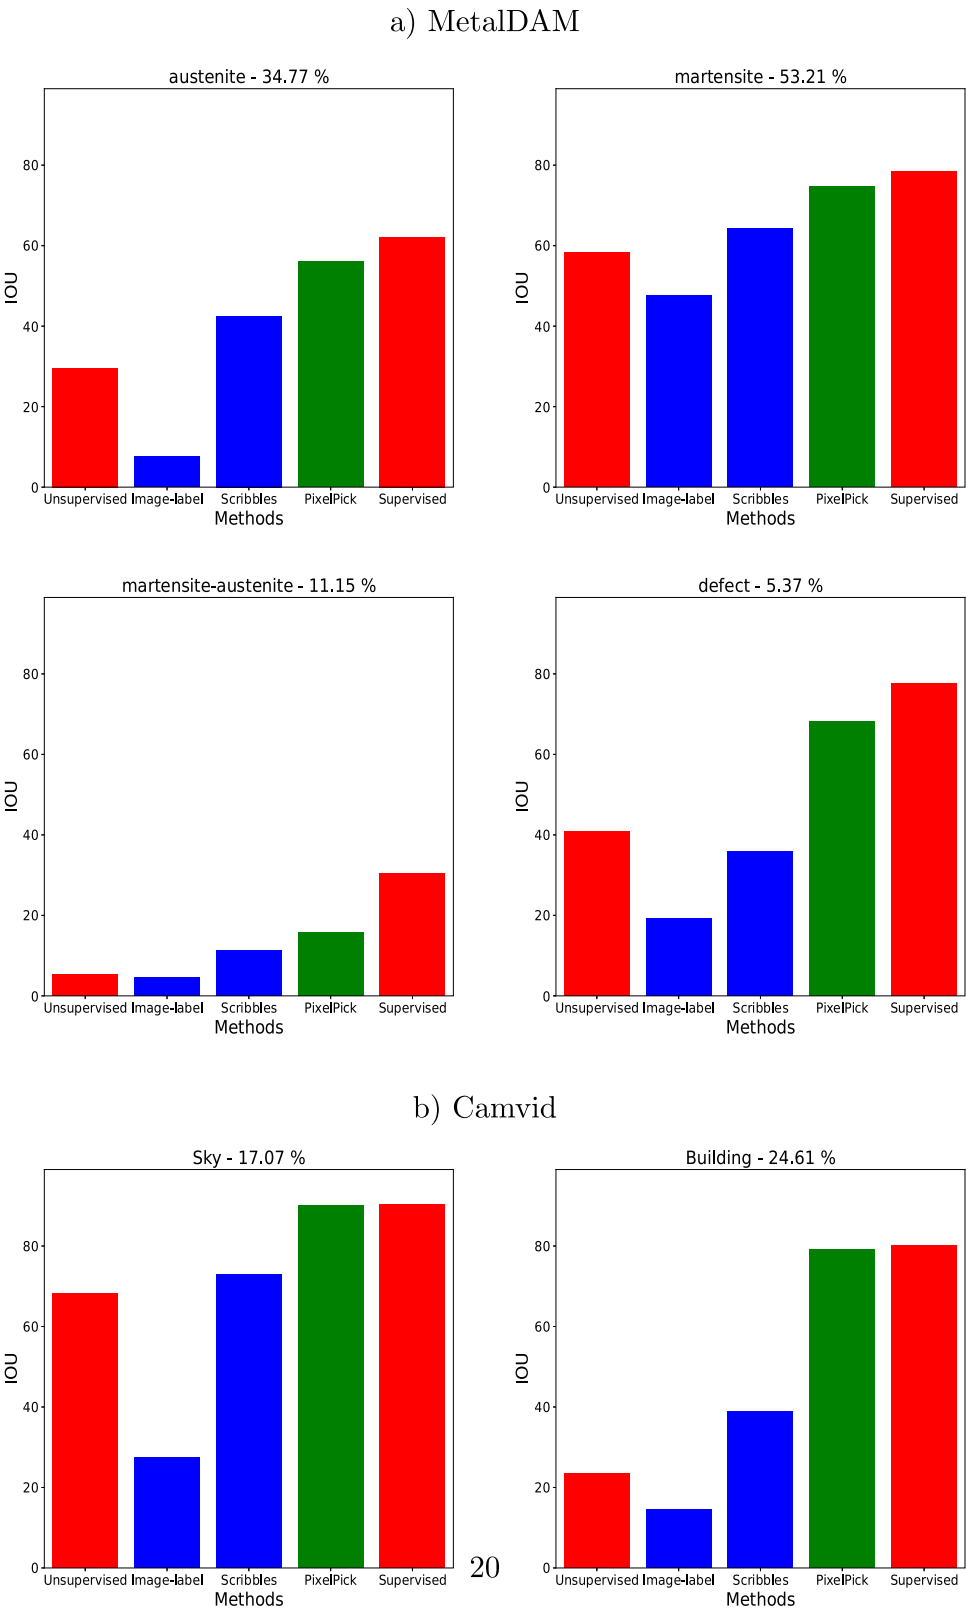 a) MetalDAM
austenite - 34.77 %
80
60
40
20
0
IOU
Unsupervised Image-label Scribbles PixelPick Supervised
Methods
martensite - 53.21 %
80
60
40
20
0
IOU
Unsupervised Image-label Scribbles PixelPick Supervised
Methods
martensite-austenite - 11.15 %
80
60
40
20
0
IOU
Unsupervised Image-label Scribbles PixelPick Supervised
Methods
defect - 5.37 %
80
60
40
20
0
IOU
Unsupervised Image-label Scribbles PixelPick Supervised
Methods
b) Camvid
Sky - 17.07 %
80
60
40
20
0
IOU
Unsupervised Image-label Scribbles PixelPick Supervised
Methods
Building - 24.61 %
80
60
40
20
0
IOU
Unsupervised Image-label Scribbles PixelPick Supervised
Methods
20